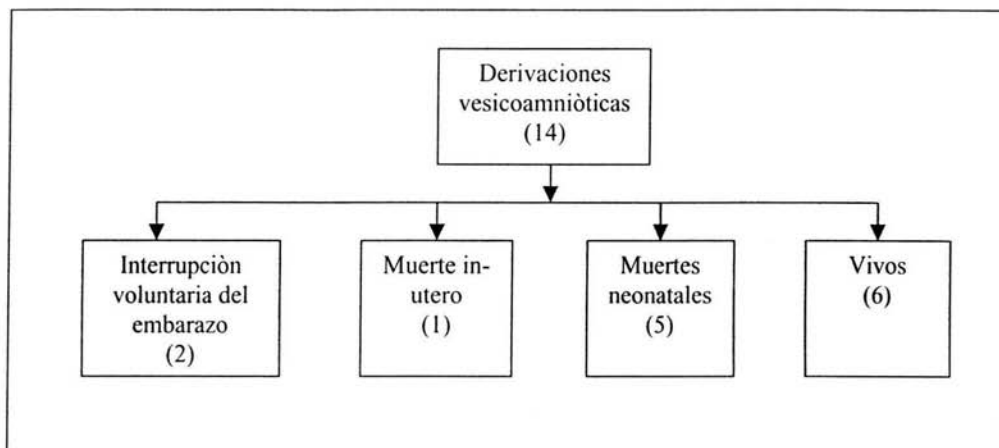 Derivaciones
vesicoamniòticas
(14)
Interrupciòn
voluntaria del
embarazo
(2)
Muerte in-
utero
(1)
Muertes
neonatales
(5)
Vivos
(6)